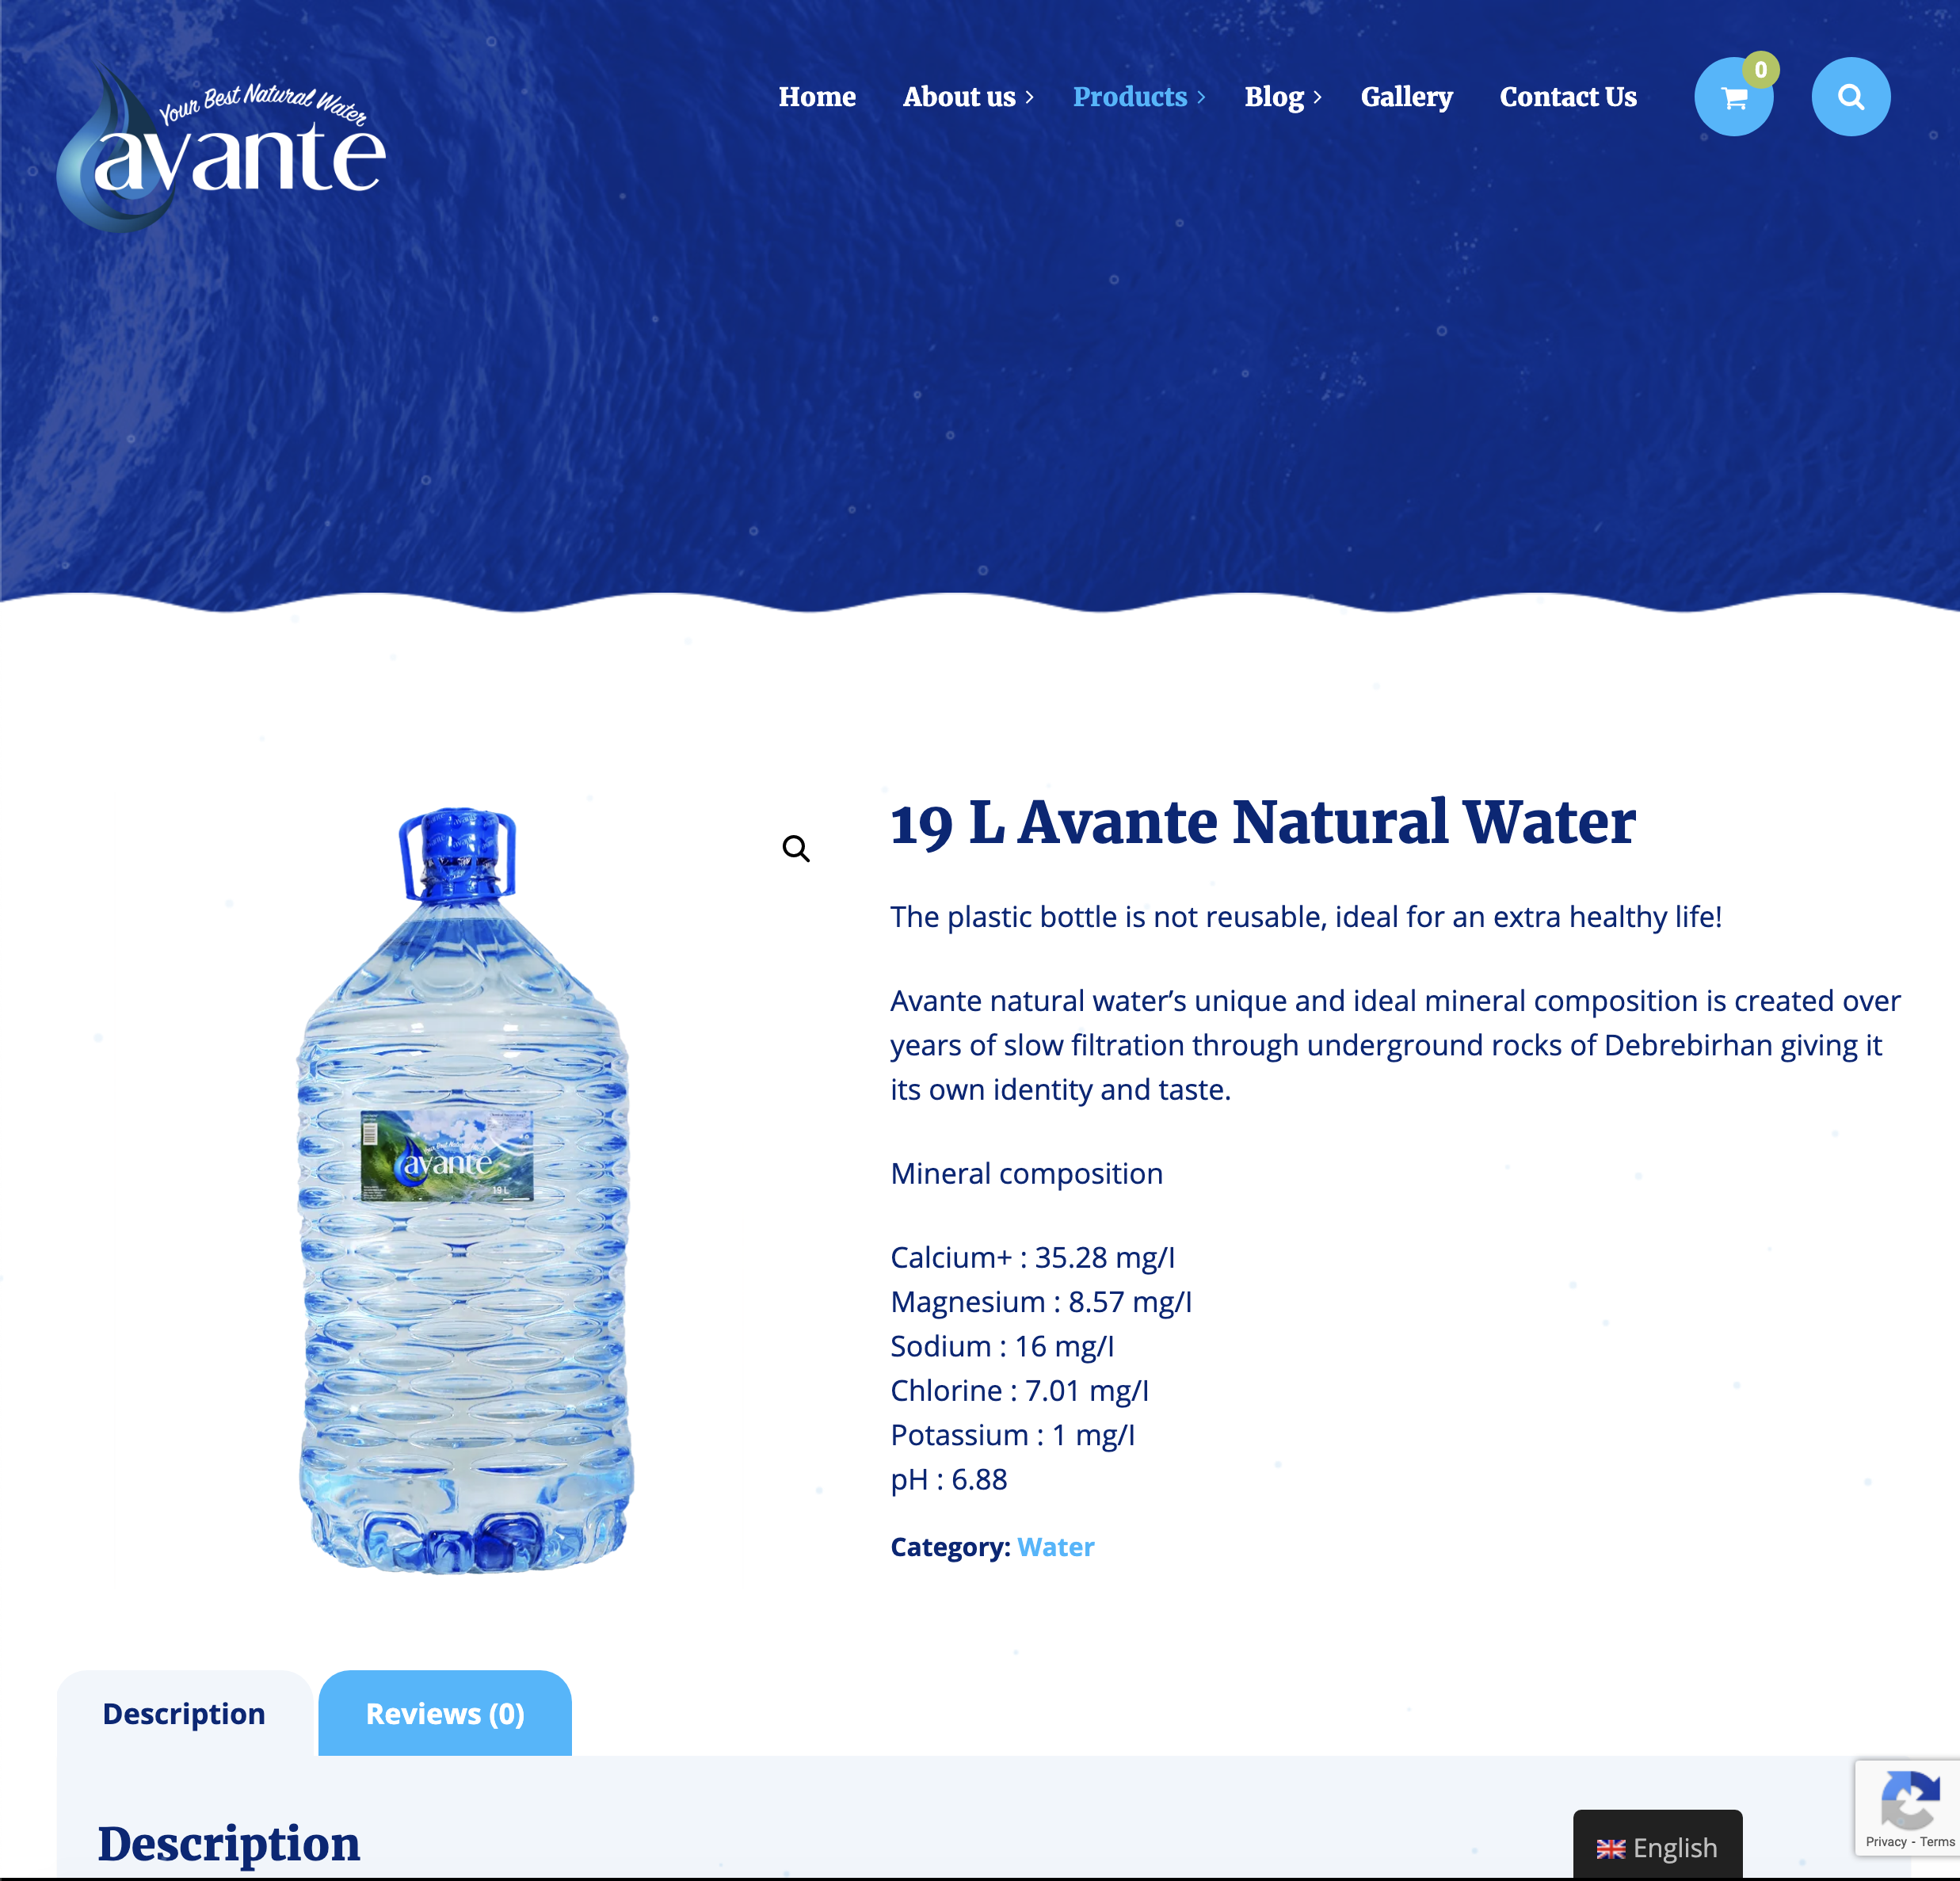 Your Best Natural Water
avante
Home
About us
Products
Blog
Gallery
Contact Us
0
19 L Avante Natural Water
The plastic bottle is not reusable, ideal for an extra healthy life!
Avante natural water’s unique and ideal mineral composition is created over
years of slow filtration through underground rocks of Debrebirhan giving it
its own identity and taste.
avante
19 L
Mineral composition
Calcium+ : 35.28 mg/l
Magnesium : 8.57 mg/l
Sodium : 16 mg/l
Chlorine : 7.01 mg/l
Potassium : 1 mg/l
pH : 6.88
Category: Water
Description
Reviews (0)
Description
English
Privacy - Terms